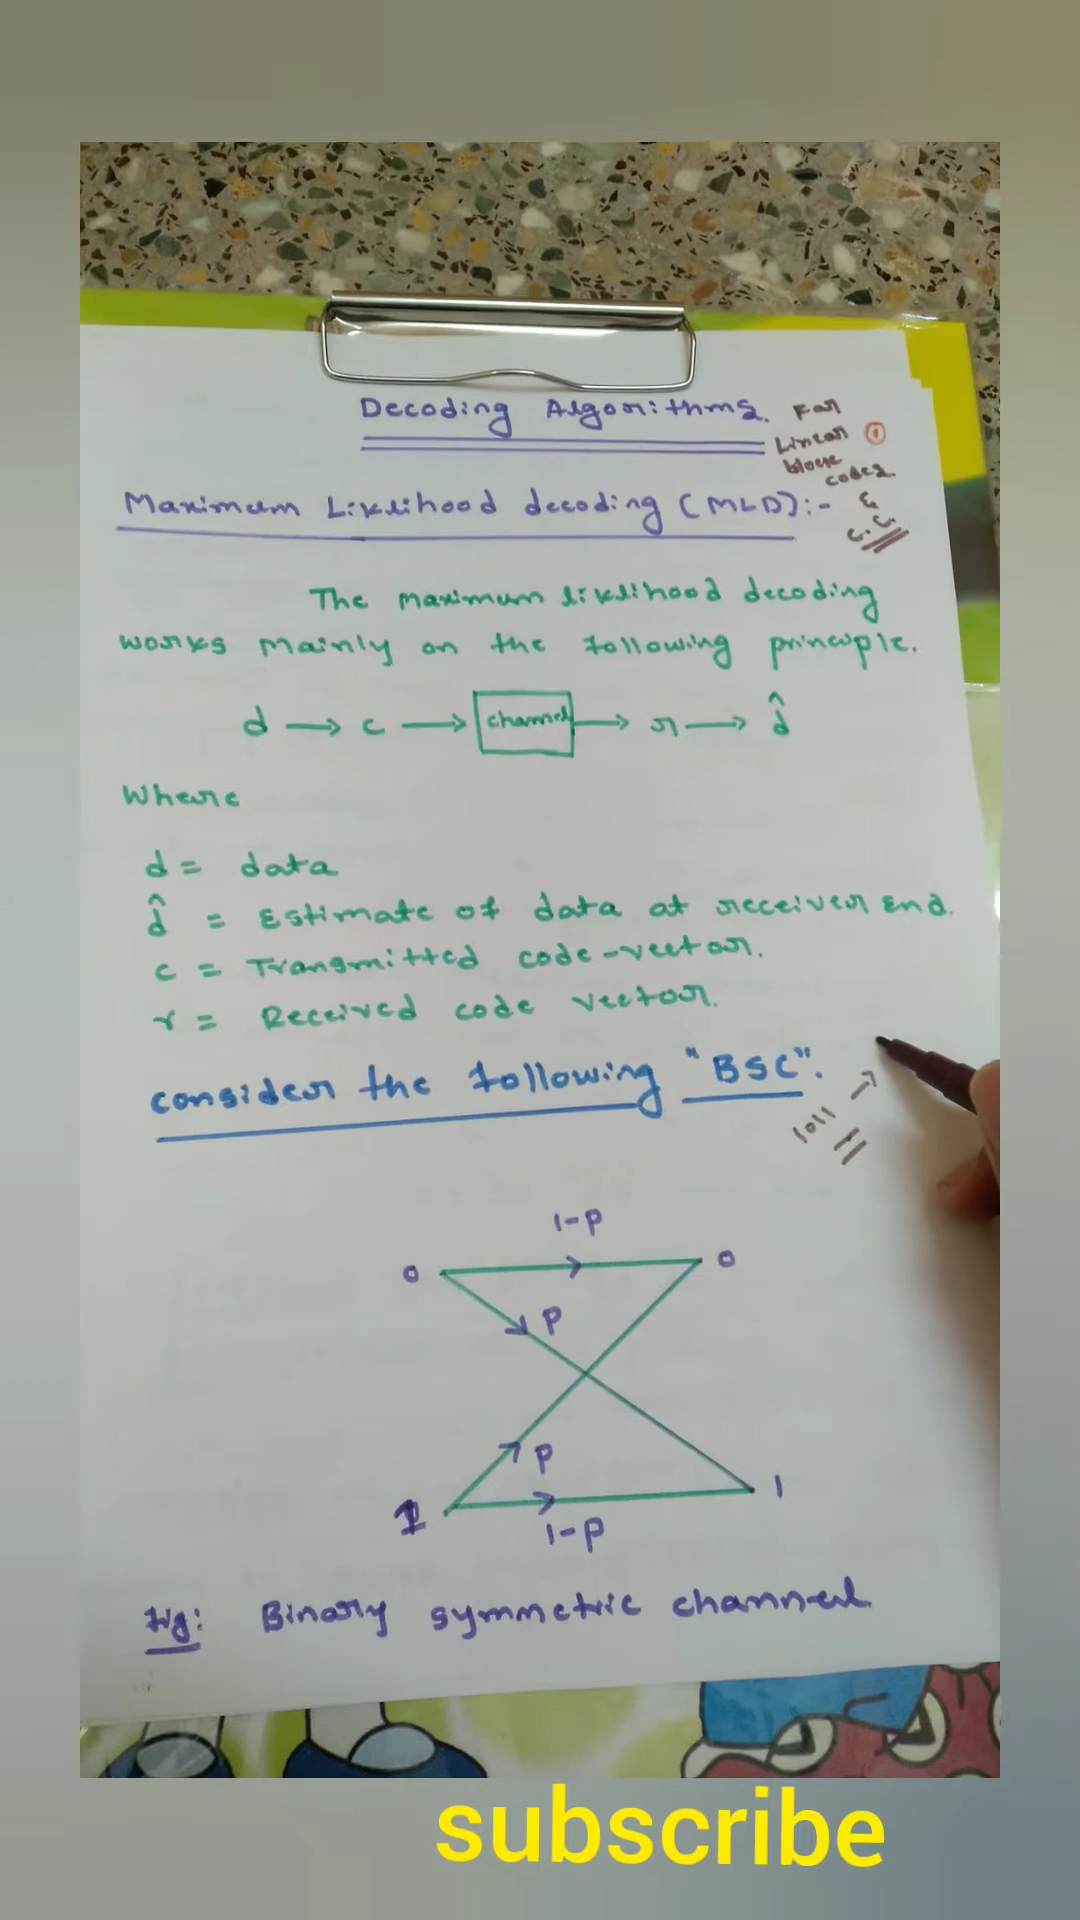 Decoding Algorithms. For
Linear ①
block
codes
&
C.C.
Maximum Liklihood decoding (MLD):-
The maximum liklihood decoding
works mainly on the following principle.
d → c → channel → r → d̂
Where
d = data
d̂ = Estimate of data at receiver End.
c = Transmitted code-vector.
r = Received code vector.
consider the following "BSC".
1011 →
1-P
0 0
P
P
1 1
1-P
Fig: Binary symmetric channel
subscribe